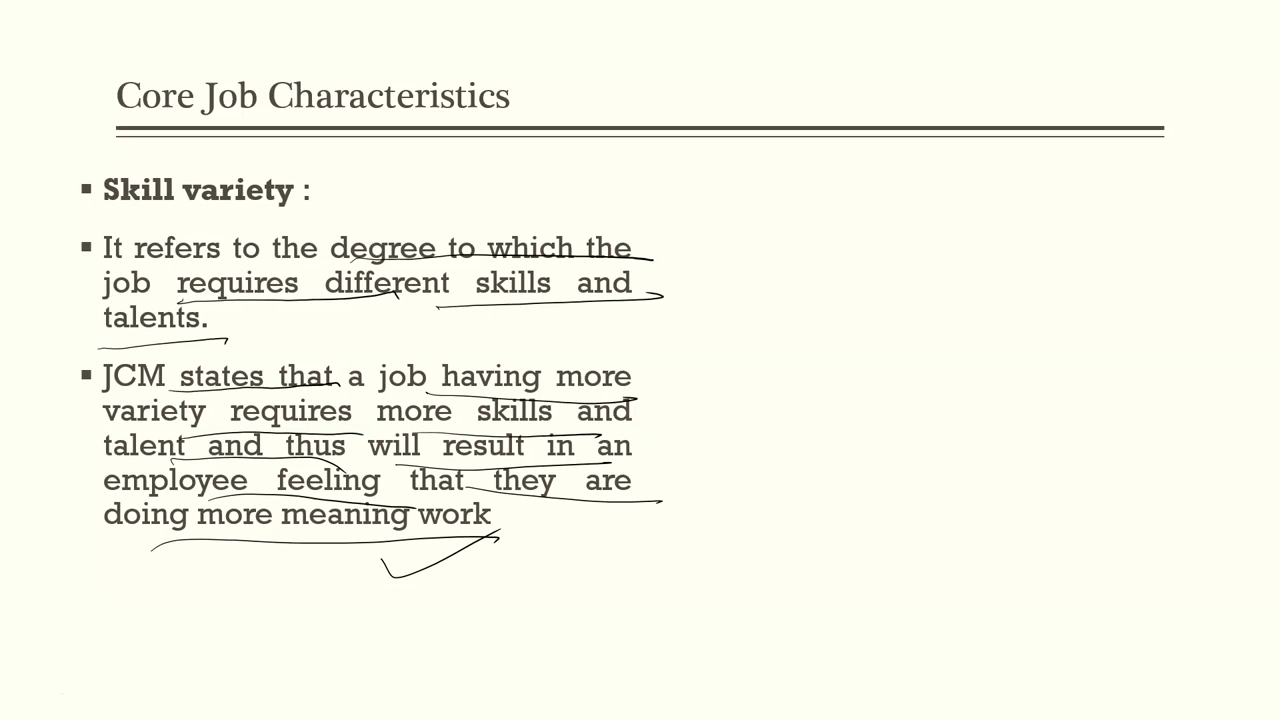 Core Job Characteristics
▪ Skill variety :
▪ It refers to the degree to which the
job requires different skills and
talents.
▪ JCM states that a job having more
variety requires more skills and
talent and thus will result in an
employee feeling that they are
doing more meaning work